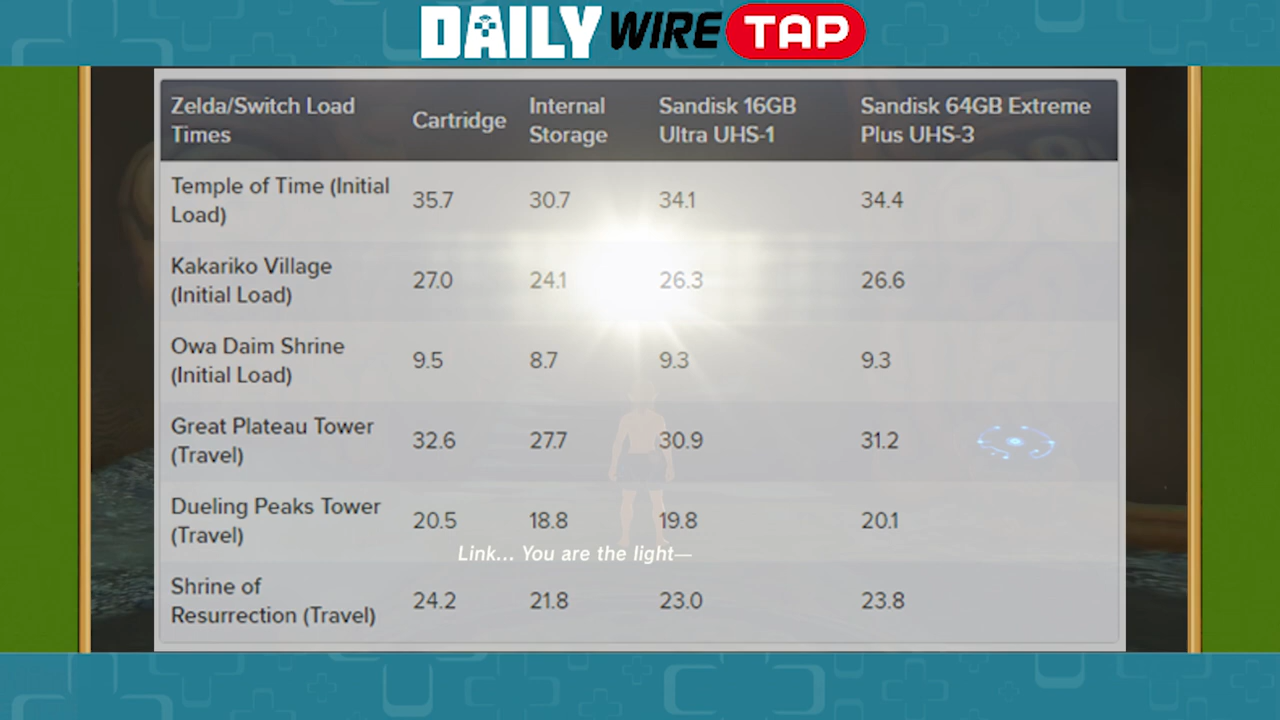 DAILY WIRE TAP
Zelda/Switch Load Times Cartridge Internal Storage Sandisk 16GB Ultra UHS-1 Sandisk 64GB Extreme Plus UHS-3
Temple of Time (Initial Load) 35.7 30.7 34.1 34.4
Kakariko Village (Initial Load) 27.0 24.1 26.3 26.6
Owa Daim Shrine (Initial Load) 9.5 8.7 9.3 9.3
Great Plateau Tower (Travel) 32.6 27.7 30.9 31.2
Dueling Peaks Tower (Travel) 20.5 18.8 19.8 20.1
Link... You are the light—
Shrine of Resurrection (Travel) 24.2 21.8 23.0 23.8